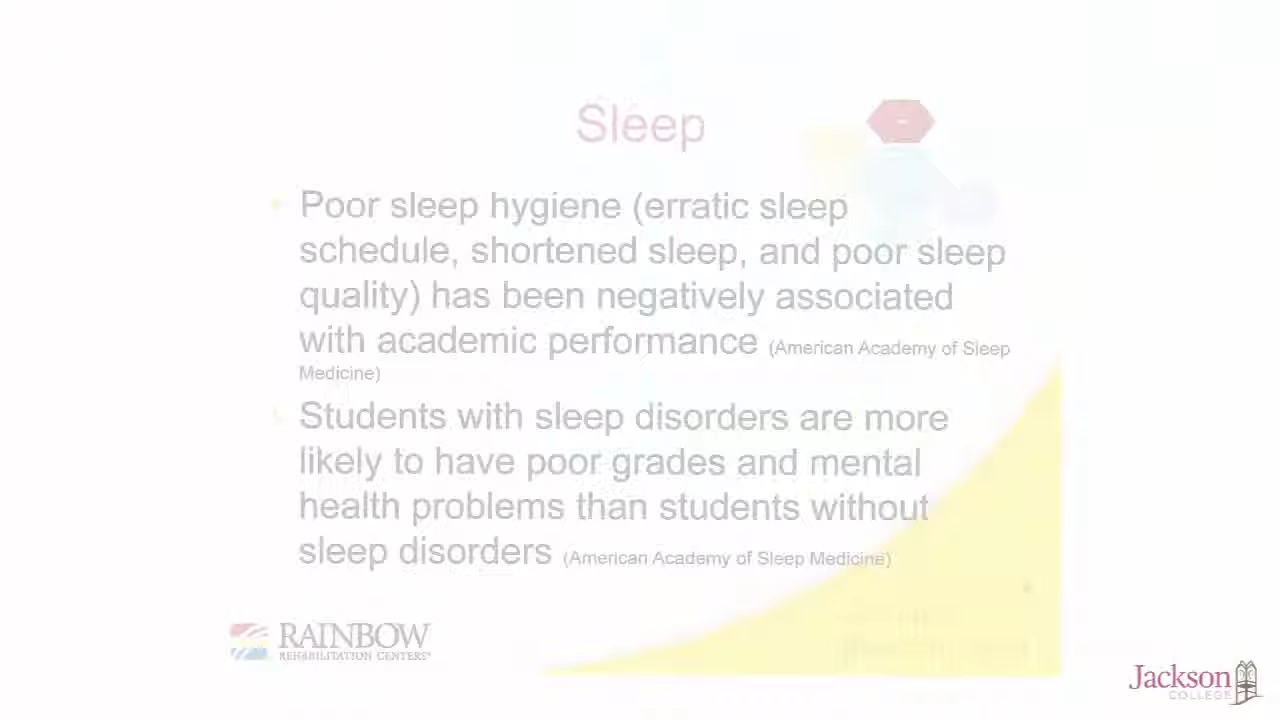 Sleep
Poor sleep hygiene (erratic sleep
schedule, shortened sleep, and poor sleep
quality) has been negatively associated
with academic performance (American Academy of Sleep
Medicine)
Students with sleep disorders are more
likely to have poor grades and mental
health problems than students without
sleep disorders (American Academy of Sleep Medicine)
RAINBOW
REHABILITATION CENTERS
Jackson
COLLEGE